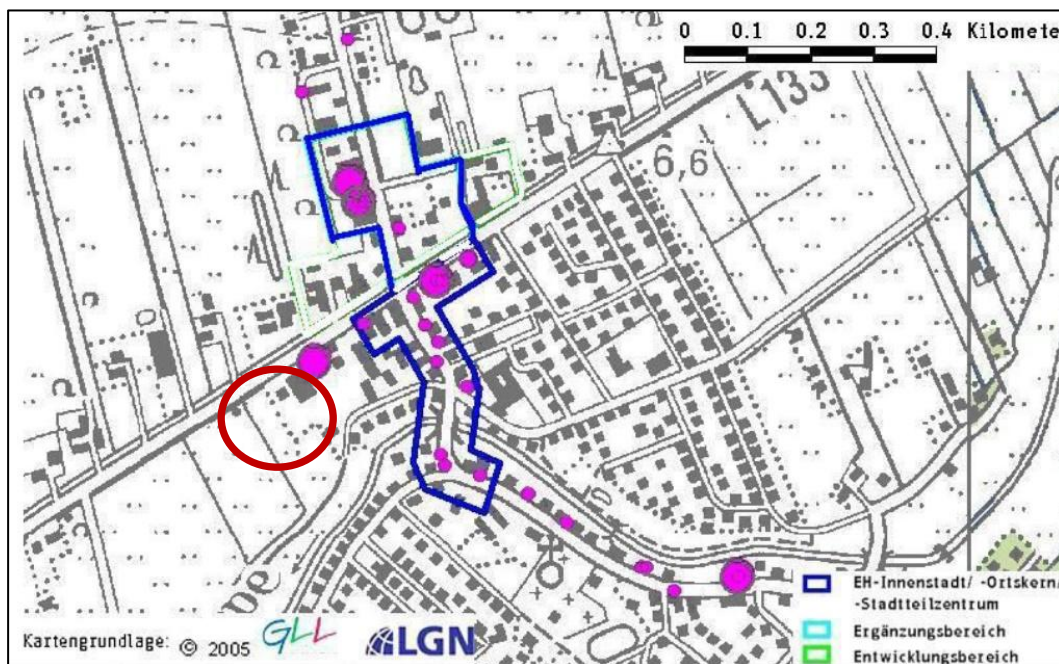 0 0.1 0.2 0.3 0.4 Kilomete
L133
6,6
EH-Innenstadt/ -Ortskern/
-Stadtteilzentrum
Ergänzungsbereich
Entwicklungsbereich
Kartengrundlage: © 2005 GLL LGN